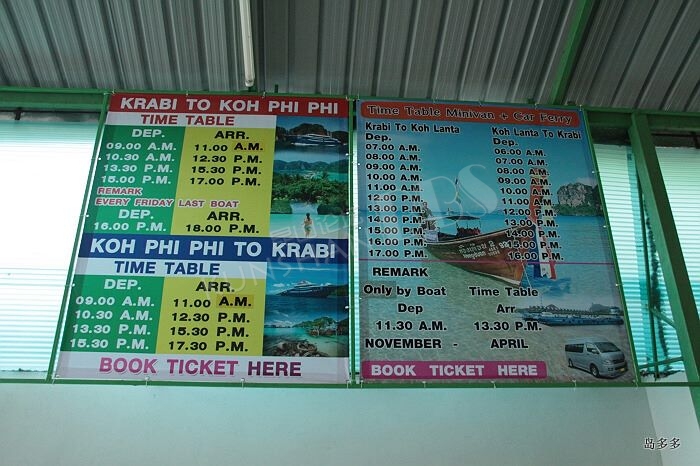 KRABI TO KOH PHI PHI
TIME TABLE
DEP. ARR.
09.00 A.M. 11.00 A.M.
10.30 A.M. 12.30 P.M.
13.30 P.M. 15.30 P.M.
15.00 P.M. 17.00 P.M.
REMARK
EVERY FRIDAY LAST BOAT
DEP. ARR.
16.00 P.M. 18.00 P.M.
KOH PHI PHI TO KRABI
TIME TABLE
DEP. ARR.
09.00 A.M. 11.00 A.M.
10.30 A.M. 12.30 P.M.
13.30 P.M. 15.30 P.M.
15.30 P.M. 17.30 P.M.
BOOK TICKET HERE
Time Table Minivan + Car Ferry
Krabi To Koh Lanta Koh Lanta To Krabi
Dep. Dep.
07.00 A.M. 06.00 A.M.
08.00 A.M. 07.00 A.M.
09.00 A.M. 08.00 A.M.
10.00 A.M. 09.00 A.M.
11.00 A.M. 10.00 A.M.
12.00 P.M. 11.00 A.M.
13.00 P.M. 12.00 P.M.
14.00 P.M. 13.00 P.M.
15.00 P.M. 14.00 P.M.
16.00 P.M. 15.00 P.M.
17.00 P.M. 16.00 P.M.
REMARK
Only by Boat Time Table
Dep Arr
11.30 A.M. 13.30 P.M.
NOVEMBER - APRIL
BOOK TICKET HERE
岛多多